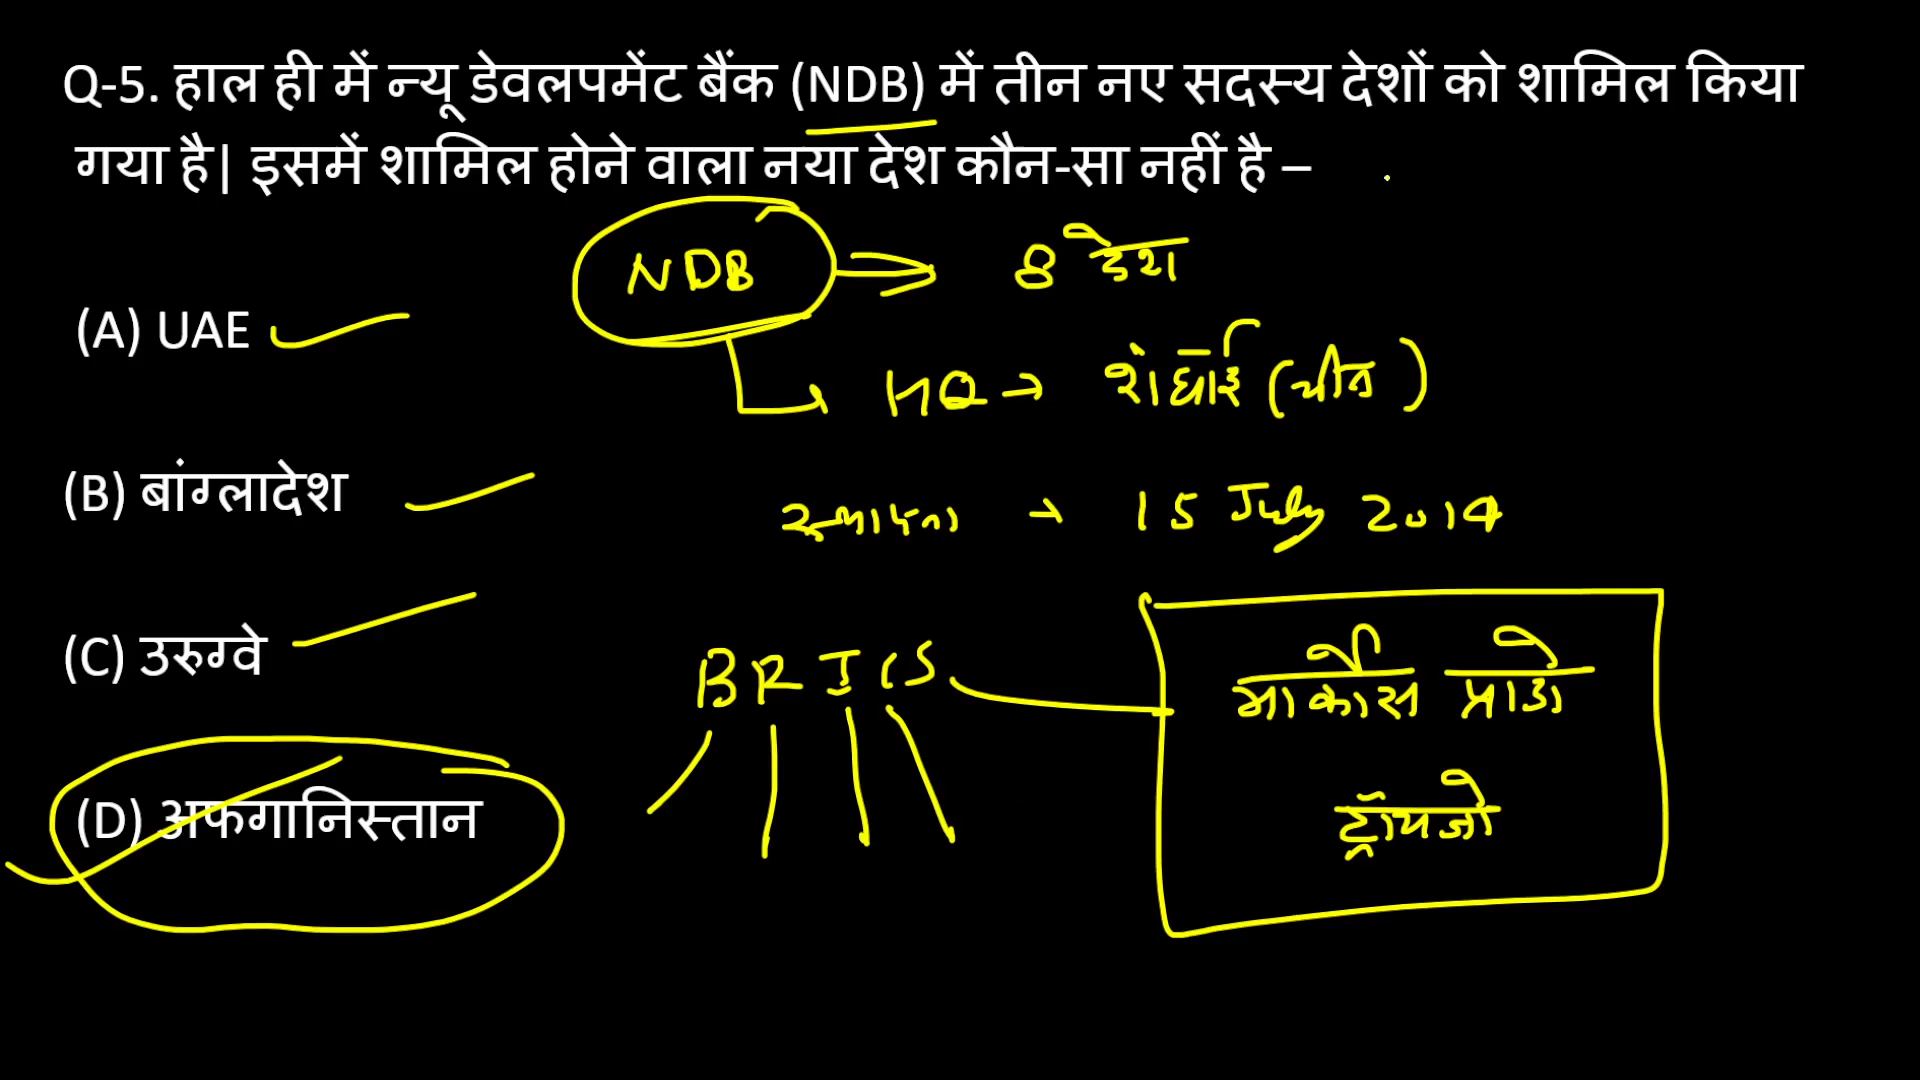 Q-5. हाल ही में न्यू डेवलपमेंट बैंक (NDB) में तीन नए सदस्य देशों को शामिल किया
गया है| इसमें शामिल होने वाला नया देश कौन-सा नहीं है –
NDB ⇒ 8 देश
(A) UAE
HQ → शंघाई (चीन)
(B) बांग्लादेश
स्थापना → 15 July 2014
(C) उरुग्वे
BRICS
मार्कोस प्राडो
ट्रॉयजो
(D) अफगानिस्तान